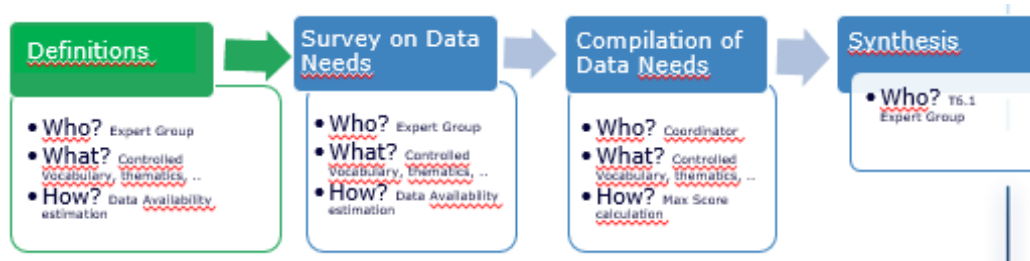 Definitions
• Who? Expert Group
• What? Controlled
Vocabulary, thematics, ..
• How? Data Availability
estimation
Survey on Data
Needs
• Who? Expert Group
• What? Controlled
Vocabulary, thematics, ..
• How? Data Availability
estimation
Compilation of
Data Needs
• Who? Coordinator
• What? Controlled
Vocabulary, thematics, ..
• How? Max Score
calculation
Synthesis
• Who? T6.1
Expert Group